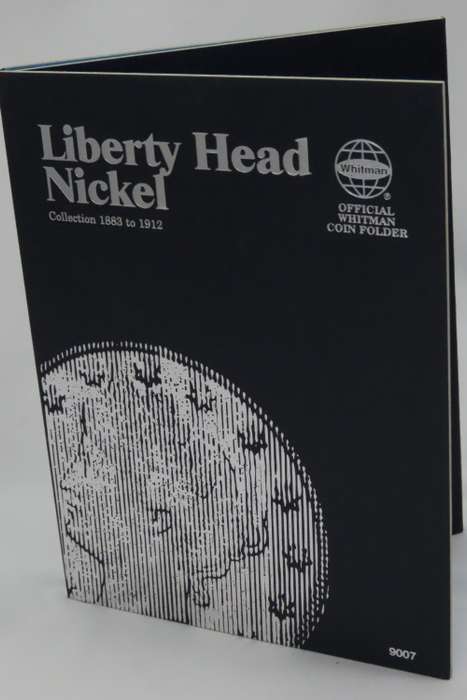 Liberty Head
Nickel
Collection 1883 to 1912
Whitman
®
OFFICIAL
WHITMAN
COIN FOLDER
9007